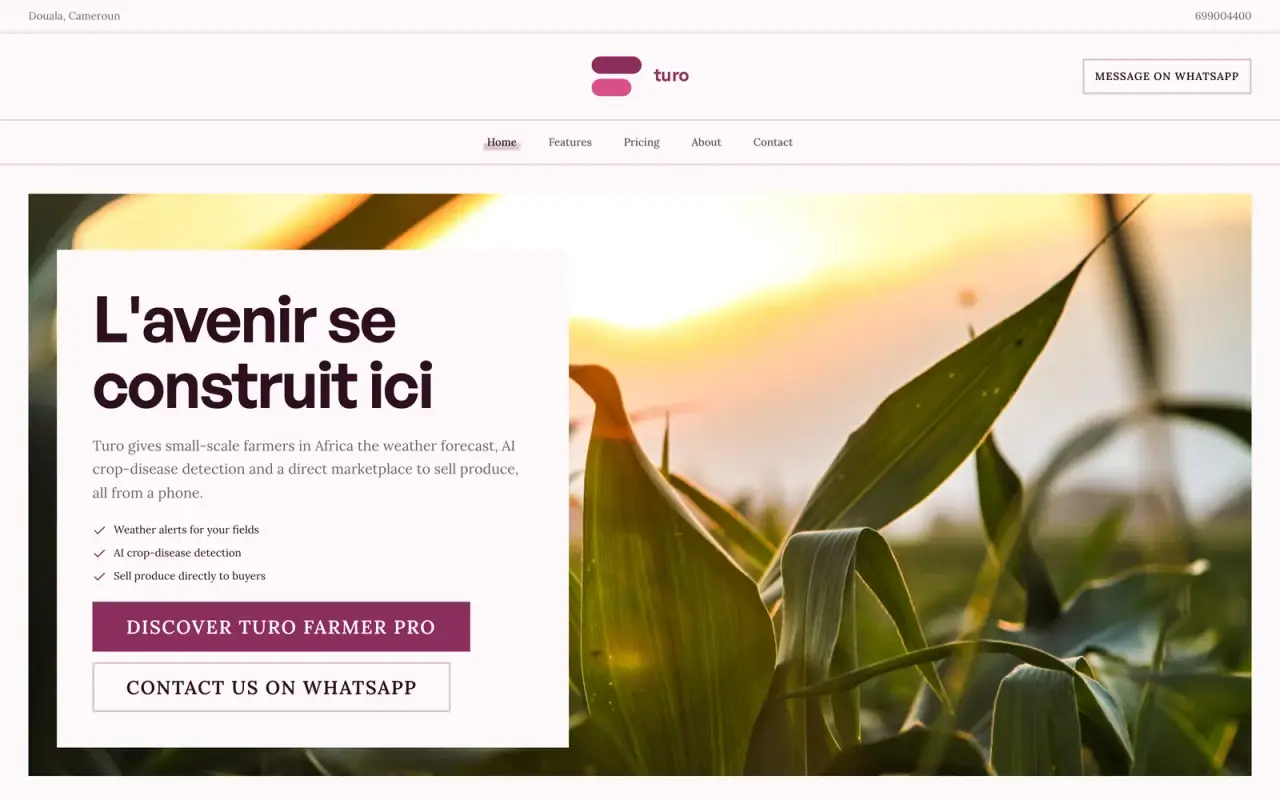 Douala, Cameroun
699004400
turo
MESSAGE ON WHATSAPP
Home
Features
Pricing
About
Contact
L'avenir se
construit ici
Turo gives small-scale farmers in Africa the weather forecast, AI
crop-disease detection and a direct marketplace to sell produce,
all from a phone.
Weather alerts for your fields
AI crop-disease detection
Sell produce directly to buyers
DISCOVER TURO FARMER PRO
CONTACT US ON WHATSAPP